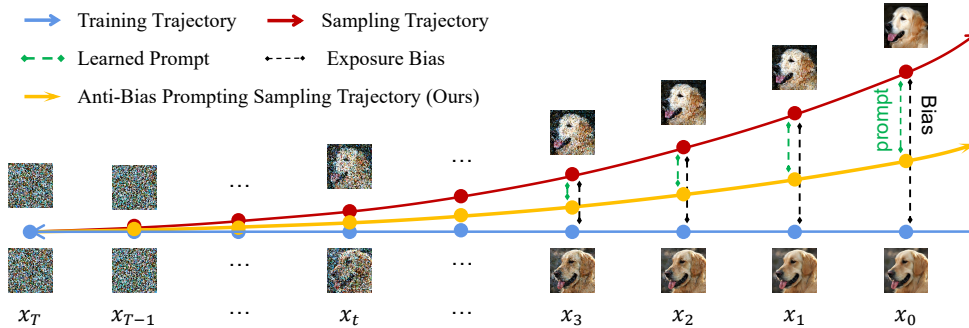 Training Trajectory
Sampling Trajectory
Learned Prompt
Exposure Bias
Anti-Bias Prompting Sampling Trajectory (Ours)
prompt
Bias
...
...
...
...
x_T
x_{T−1}
...
x_t
...
x_3
x_2
x_1
x_0